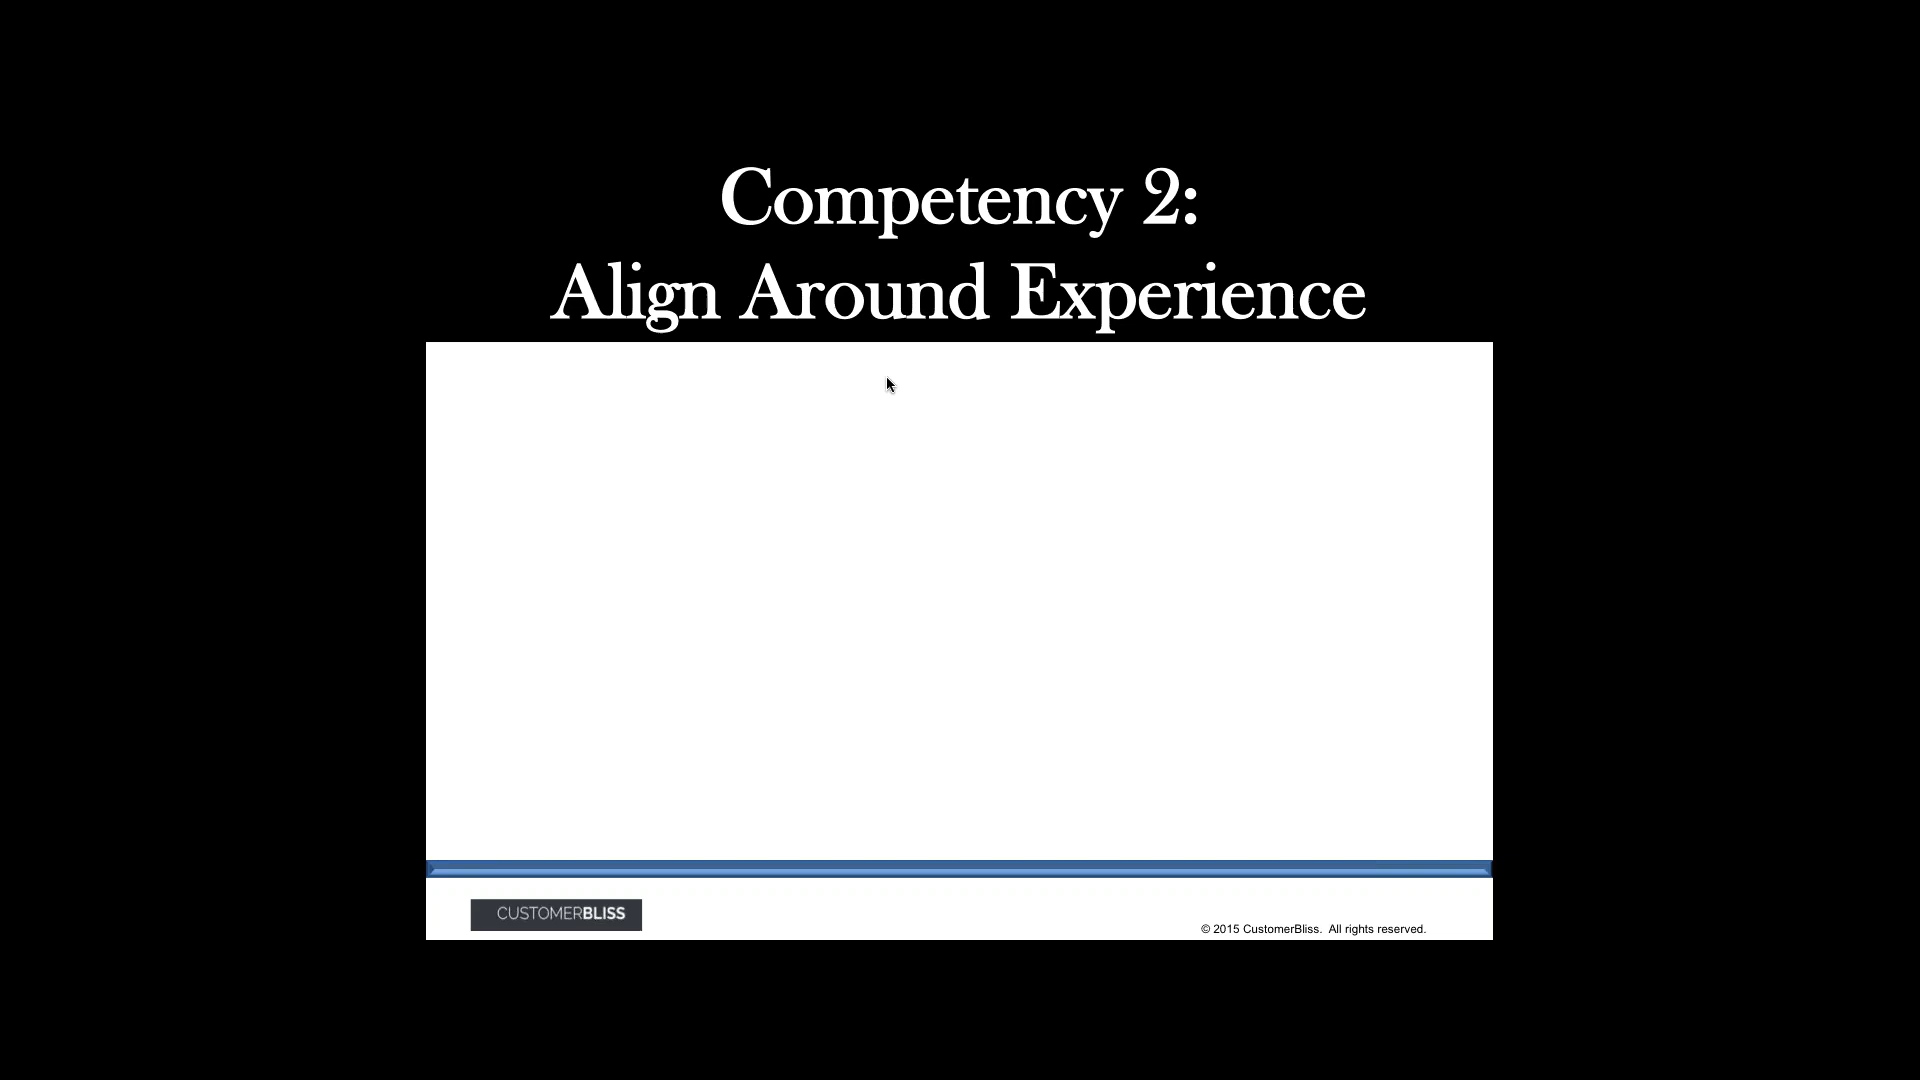 Competency 2:
Align Around Experience
CUSTOMERBLISS
© 2015 CustomerBliss. All rights reserved.